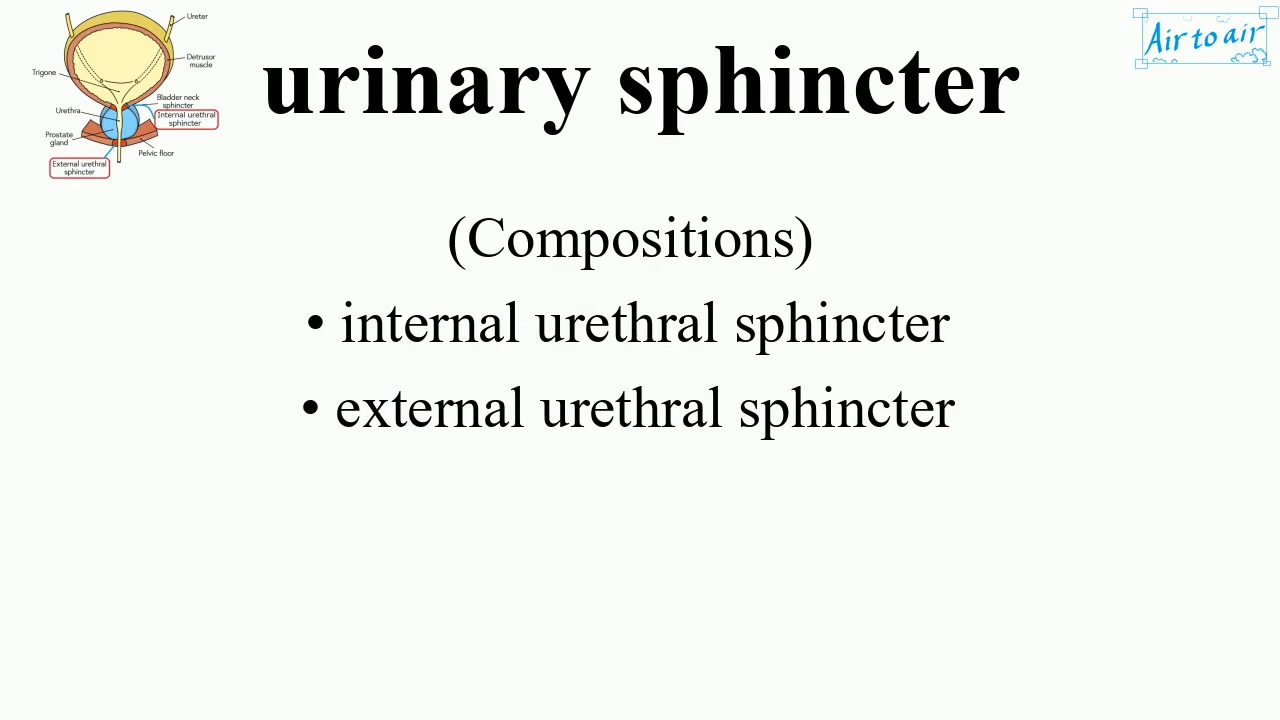 urinary sphincter
Ureter
Detrusor
muscle
Trigone
Bladder neck
sphincter
Urethra
Internal urethral
sphincter
Prostate
gland
Pelvic floor
External urethral
sphincter
Air to air
(Compositions)
• internal urethral sphincter
• external urethral sphincter